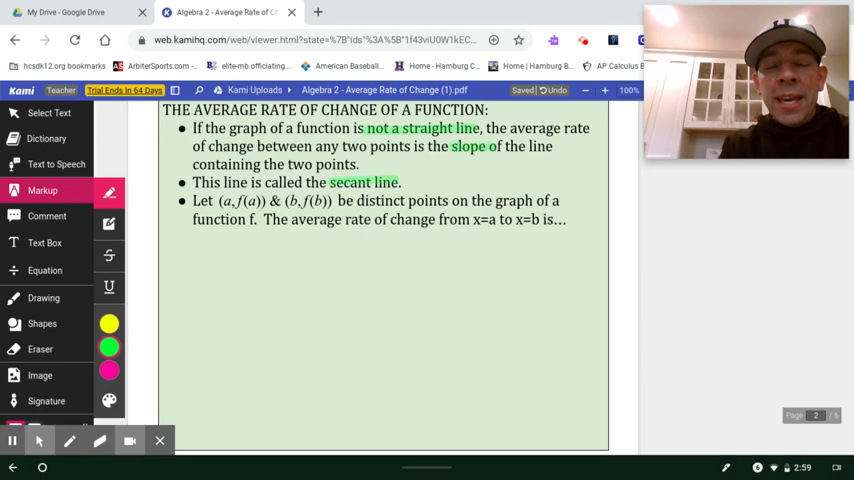 My Drive - Google Drive
Algebra 2 - Average Rate of Ch
web.kamihq.com/web/viewer.html?state=%7B"ids"%3A%5B"1f43viU0W1kEC...
hcsdk12.org bookmarks
ArbiterSports.com -
elite-mb.officiating...
American Baseball...
Home - Hamburg C...
Home | Hamburg B...
AP Calculus B
Kami
Teacher
Trial Ends In 64 Days
Kami Uploads
Algebra 2 - Average Rate of Change (1).pdf
Saved
Undo
100%
Select Text
Dictionary
Text to Speech
Markup
Comment
Text Box
Equation
Drawing
Shapes
Eraser
Image
Signature
THE AVERAGE RATE OF CHANGE OF A FUNCTION:
● If the graph of a function is not a straight line, the average rate
of change between any two points is the slope of the line
containing the two points.
● This line is called the secant line.
● Let (a, f(a)) & (b, f(b)) be distinct points on the graph of a
function f. The average rate of change from x=a to x=b is…
Page 2 / 6
6
2:59